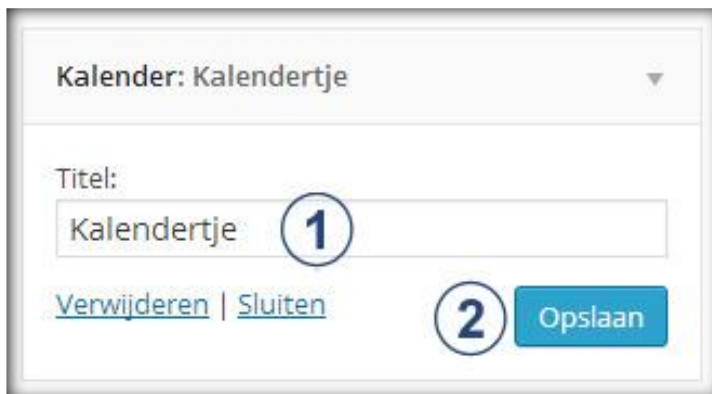 Kalender: Kalendertje
Titel:
Kalendertje 1
Verwijderen | Sluiten 2 Opslaan